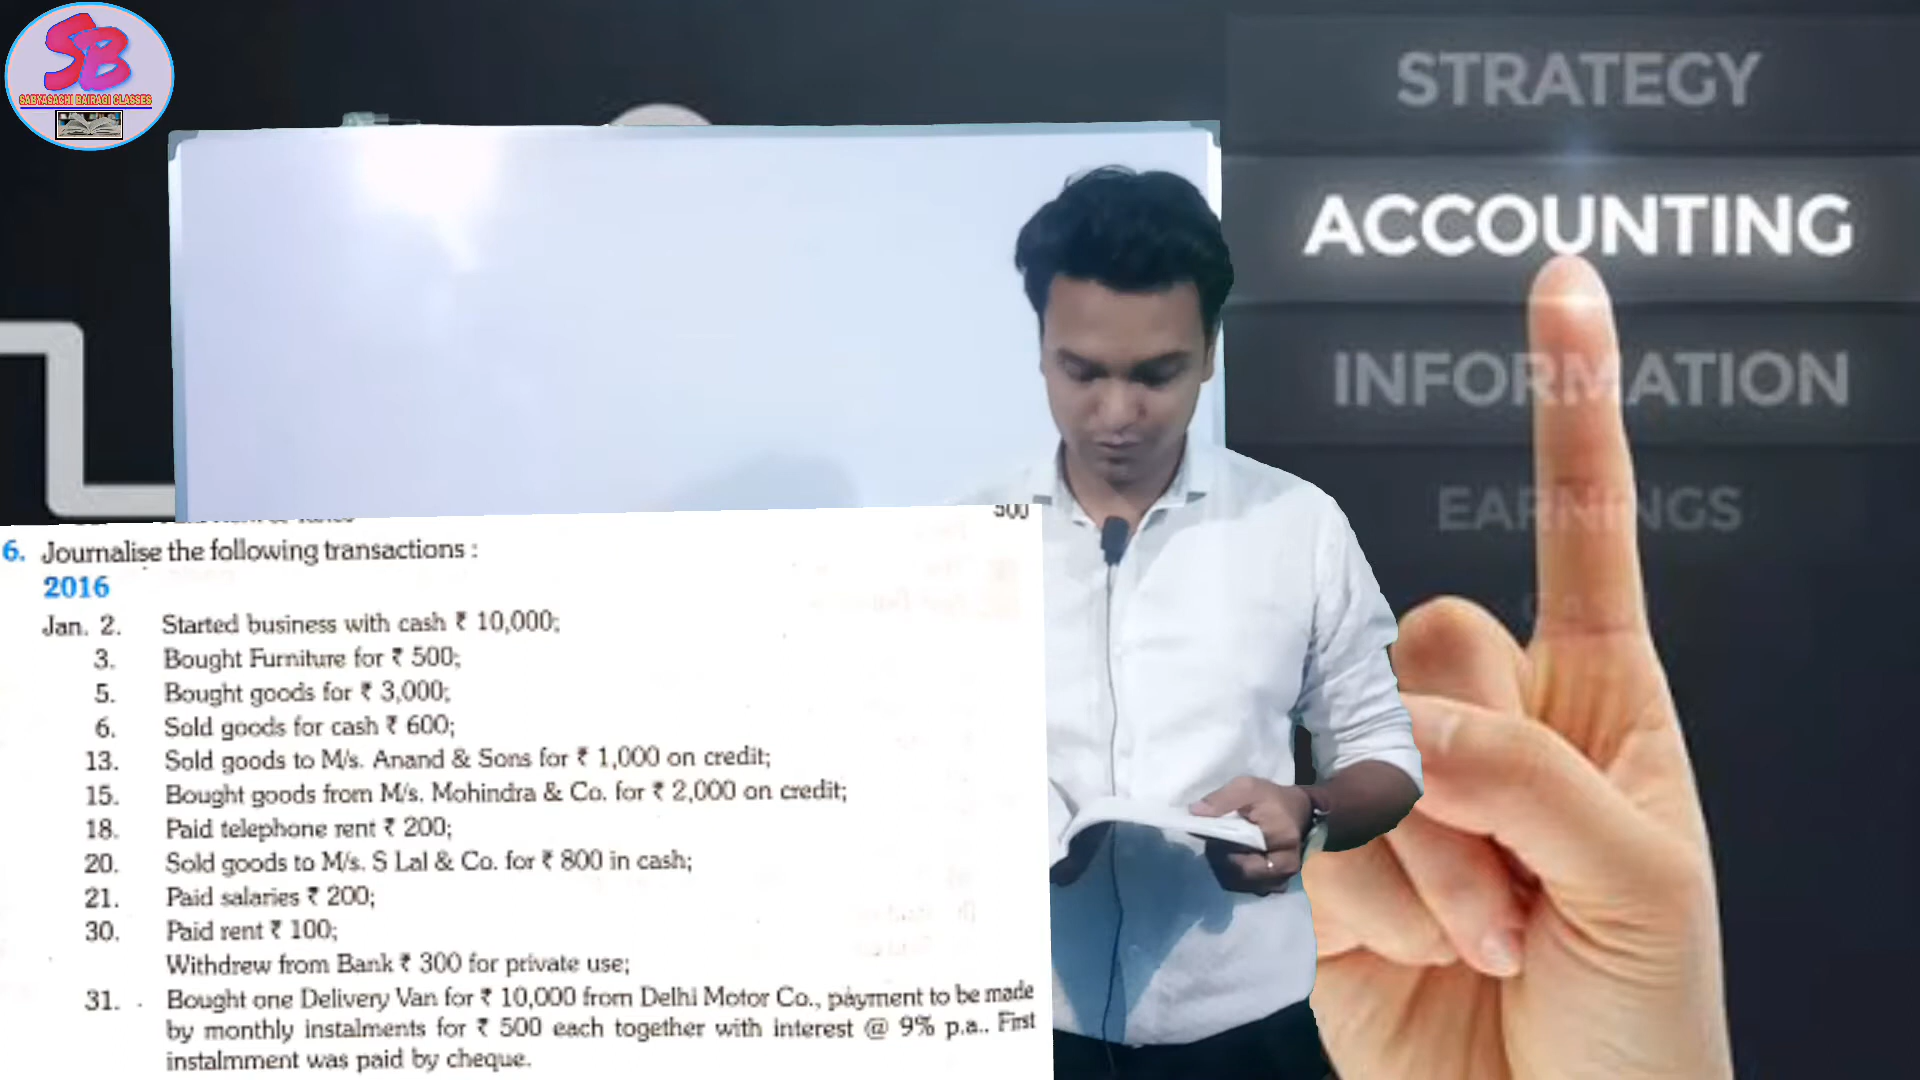 SB
SABYASACHI BAIRAGI CLASSES
STRATEGY
ACCOUNTING
INFORMATION
EARNINGS
500
6. Journalise the following transactions :
2016
Jan. 2. Started business with cash ₹ 10,000;
3. Bought Furniture for ₹ 500;
5. Bought goods for ₹ 3,000;
6. Sold goods for cash ₹ 600;
13. Sold goods to M/s. Anand & Sons for ₹ 1,000 on credit;
15. Bought goods from M/s. Mohindra & Co. for ₹ 2,000 on credit;
18. Paid telephone rent ₹ 200;
20. Sold goods to M/s. S Lal & Co. for ₹ 800 in cash;
21. Paid salaries ₹ 200;
30. Paid rent ₹ 100;
Withdrew from Bank ₹ 300 for private use;
31. Bought one Delivery Van for ₹ 10,000 from Delhi Motor Co., payment to be made
by monthly instalments for ₹ 500 each together with interest @ 9% p.a.. First
instalmment was paid by cheque.